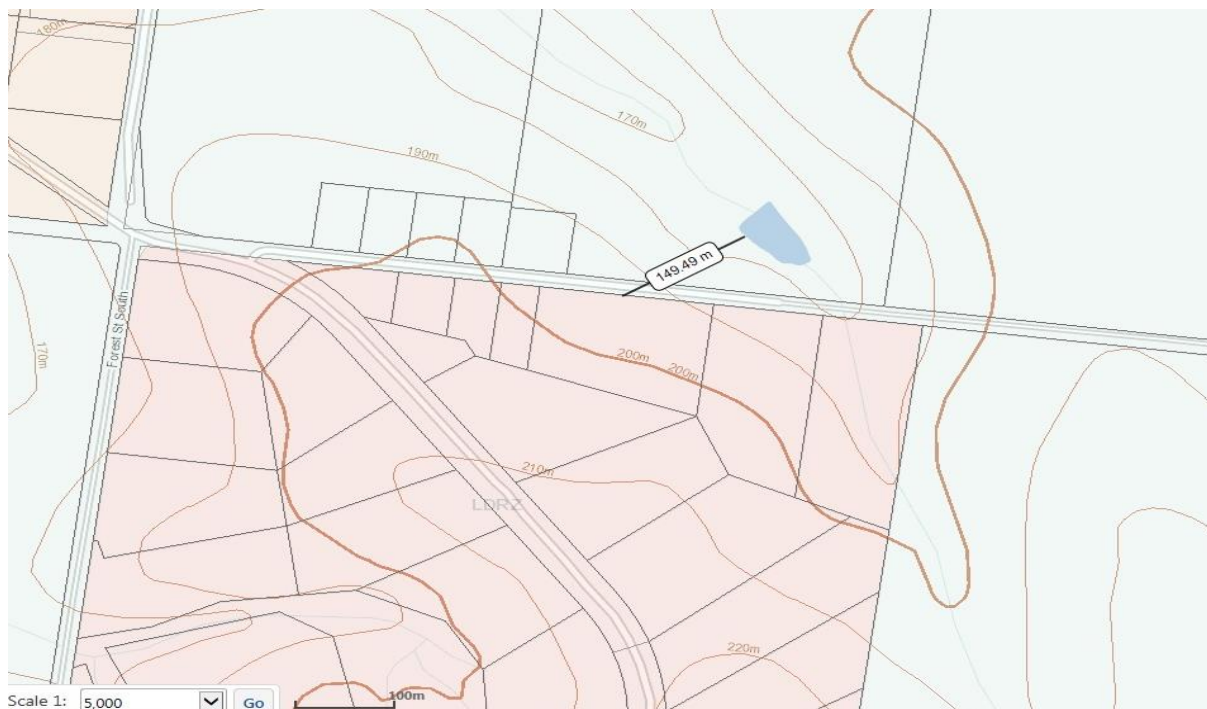 180m
170m
190m
149.49 m
Forest St South
170m
200m
200m
210m
LDRZ
220m
100m
Scale 1: 5,000 Go